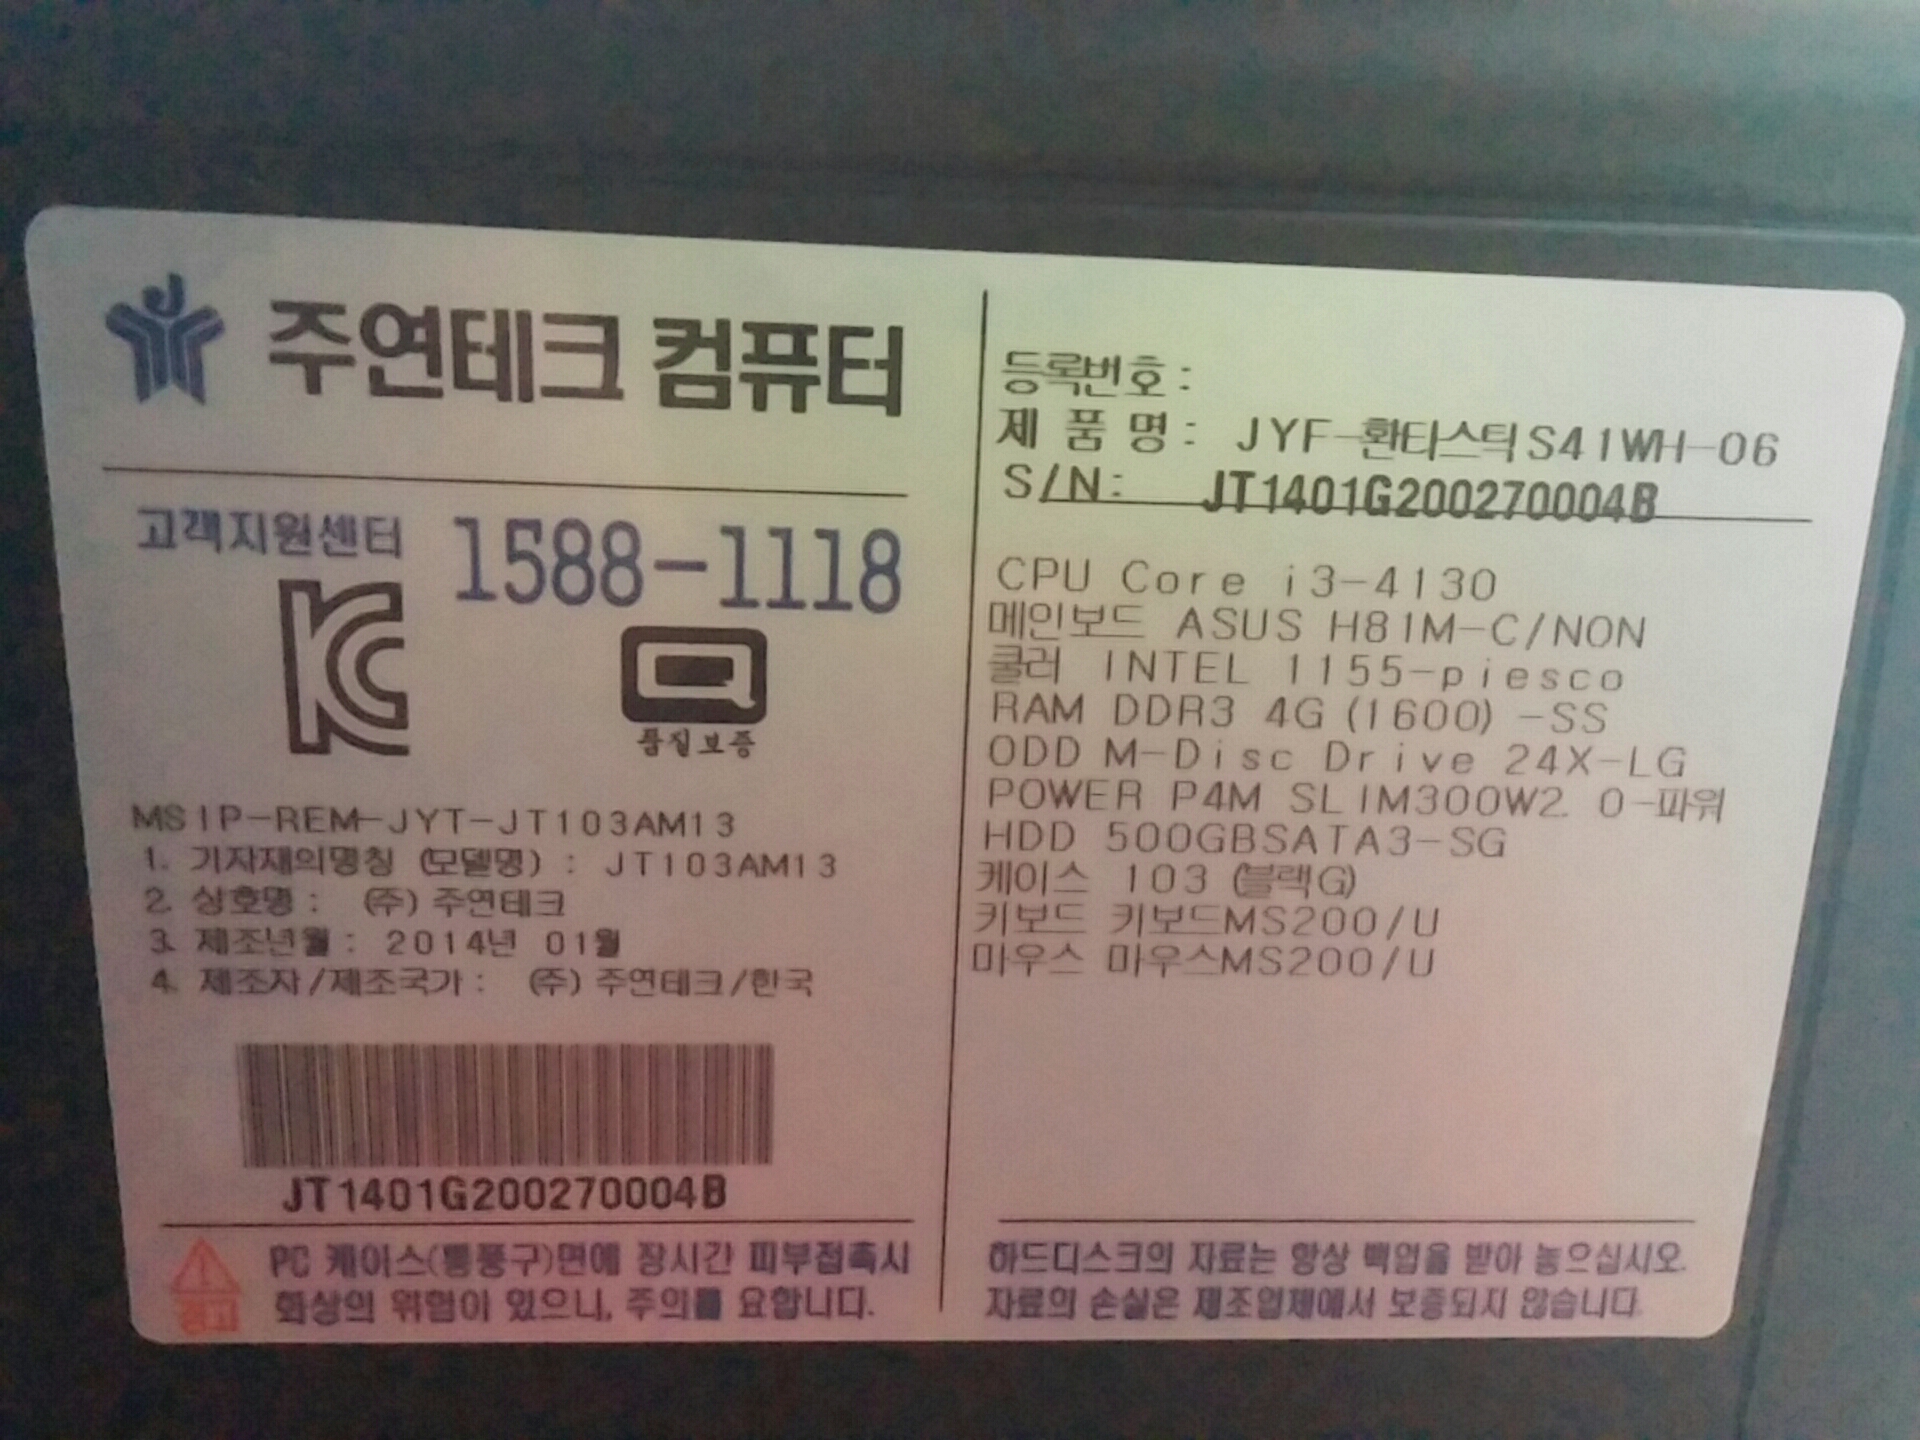 주연테크 컴퓨터
고객지원센터 1588-1118
품질보증
MSIP-REM-JYT-JT103AM13
1. 기자재의명칭 (모델명) : JT103AM13
2. 상호명 : (주) 주연테크
3. 제조년월 : 2014년 01월
4. 제조자/제조국가 : (주) 주연테크/한국
JT1401G200270004B
경고
PC 케이스(통풍구)면에 장시간 피부접촉시
화상의 위험이 있으니, 주의를 요합니다.
등록번호 :
제 품 명 : JYF-환타스틱S41WH-06
S/N: JT1401G200270004B
CPU Core i3-4130
메인보드 ASUS H81M-C/NON
쿨러 INTEL 1155-piesco
RAM DDR3 4G (1600) -SS
ODD M-Disc Drive 24X-LG
POWER P4M SLIM300W2.0-파워
HDD 500GBSATA3-SG
케이스 103 (블랙G)
키보드 키보드MS200/U
마우스 마우스MS200/U
하드디스크의 자료는 항상 백업을 받아 놓으십시오.
자료의 손실은 제조업체에서 보증되지 않습니다.